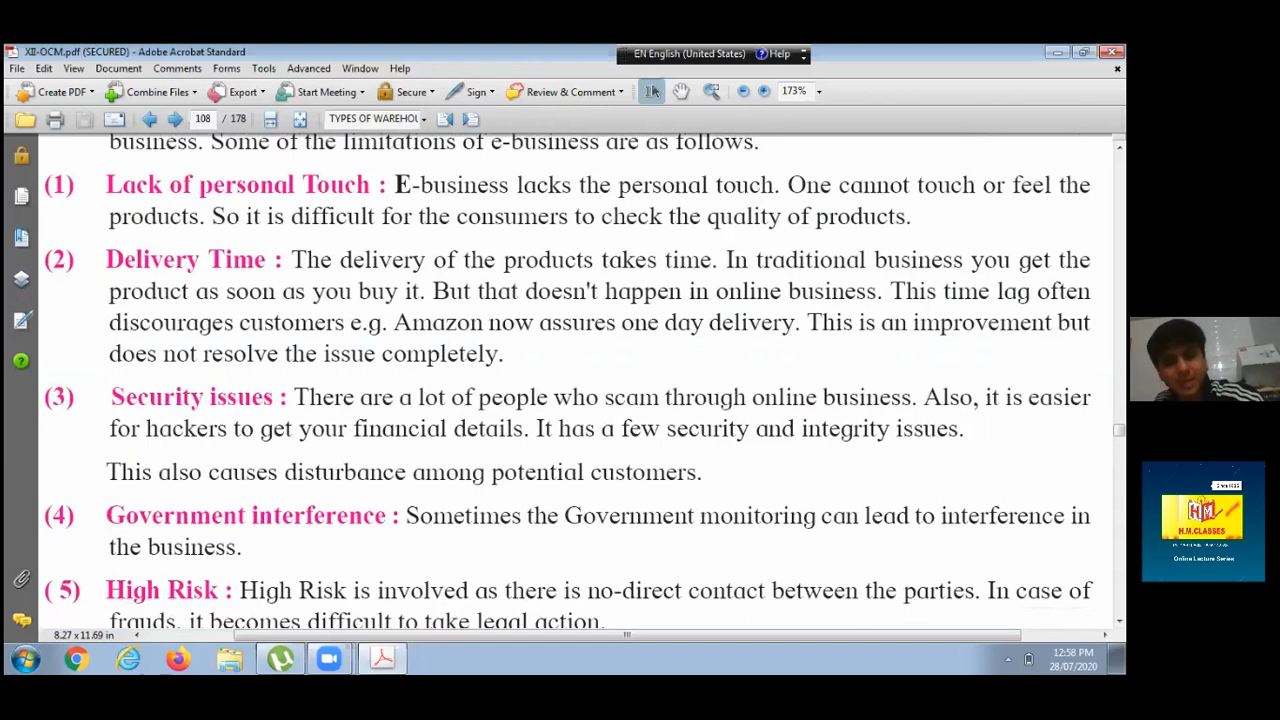 XII-OCM.pdf (SECURED) - Adobe Acrobat Standard
EN English (United States) Help
File Edit View Document Comments Forms Tools Advanced Window Help
Create PDF Combine Files Export Start Meeting Secure Sign Review & Comment 173%
108 / 178 TYPES OF WAREHOU
business. Some of the limitations of e-business are as follows.
(1) Lack of personal Touch : E-business lacks the personal touch. One cannot touch or feel the
products. So it is difficult for the consumers to check the quality of products.
(2) Delivery Time : The delivery of the products takes time. In traditional business you get the
product as soon as you buy it. But that doesn't happen in online business. This time lag often
discourages customers e.g. Amazon now assures one day delivery. This is an improvement but
does not resolve the issue completely.
(3) Security issues : There are a lot of people who scam through online business. Also, it is easier
for hackers to get your financial details. It has a few security and integrity issues.
This also causes disturbance among potential customers.
(4) Government interference : Sometimes the Government monitoring can lead to interference in
the business.
( 5) High Risk : High Risk is involved as there is no-direct contact between the parties. In case of
frauds, it becomes difficult to take legal action.
8.27 x 11.69 in
12:58 PM
28/07/2020
HM
H.M.CLASSES
Online Lecture Series